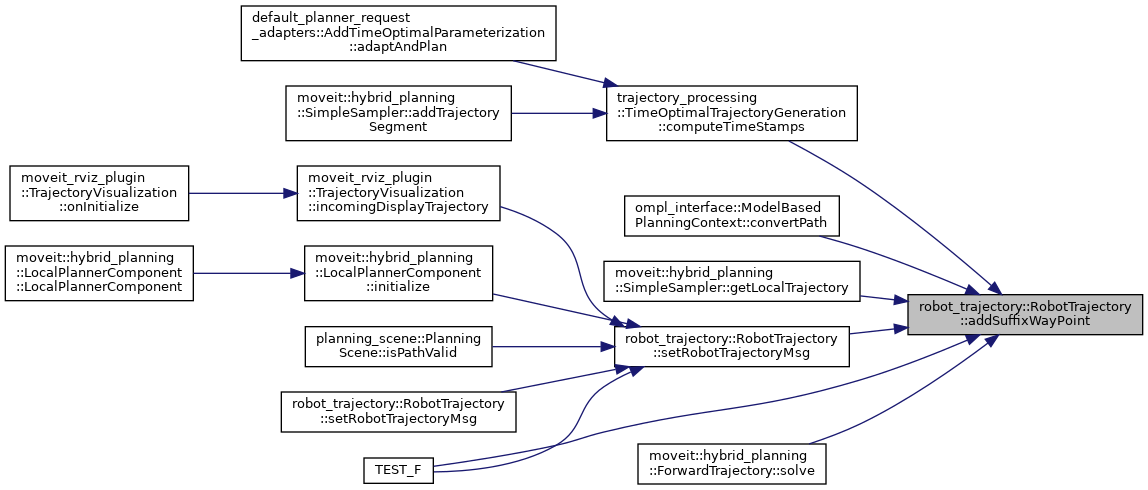 default_planner_request
_adapters::AddTimeOptimalParameterization
::adaptAndPlan
moveit::hybrid_planning
::SimpleSampler::addTrajectory
Segment
trajectory_processing
::TimeOptimalTrajectoryGeneration
::computeTimeStamps
moveit_rviz_plugin
::TrajectoryVisualization
::onInitialize
moveit_rviz_plugin
::TrajectoryVisualization
::incomingDisplayTrajectory
ompl_interface::ModelBased
PlanningContext::convertPath
moveit::hybrid_planning
::LocalPlannerComponent
::LocalPlannerComponent
moveit::hybrid_planning
::LocalPlannerComponent
::initialize
moveit::hybrid_planning
::SimpleSampler::getLocalTrajectory
robot_trajectory::RobotTrajectory
::addSuffixWayPoint
planning_scene::Planning
Scene::isPathValid
robot_trajectory::RobotTrajectory
::setRobotTrajectoryMsg
robot_trajectory::RobotTrajectory
::setRobotTrajectoryMsg
TEST_F
moveit::hybrid_planning
::ForwardTrajectory::solve